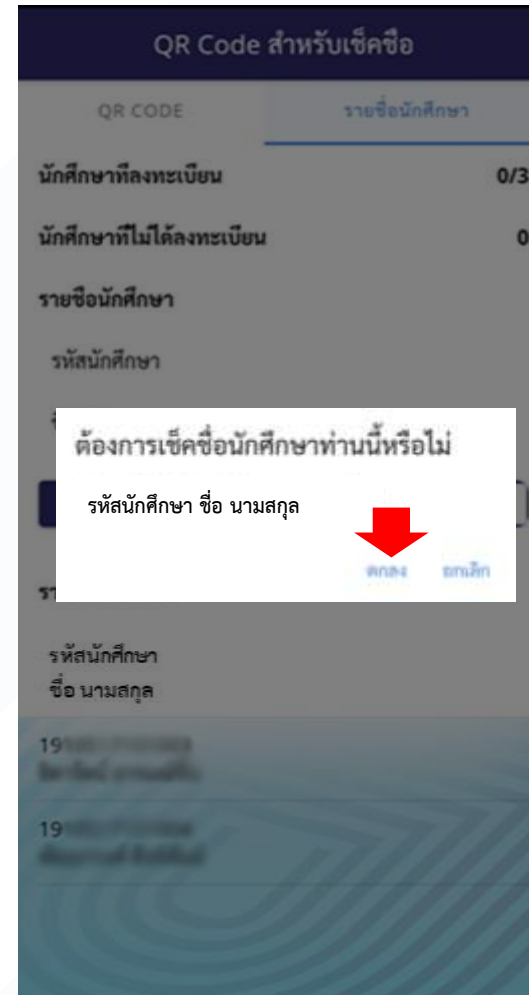 QR Code สำหรับเช็คชื่อ
QR CODE
รายชื่อนักศึกษา
นักศึกษาที่ลงทะเบียน 0/3
นักศึกษาที่ไม่ได้ลงทะเบียน 0
รายชื่อนักศึกษา
รหัสนักศึกษา
ต้องการเช็คชื่อนักศึกษาท่านนี้หรือไม่
รหัสนักศึกษา ชื่อ นามสกุล
ตกลง ยกเลิก
รหัสนักศึกษา
ชื่อ นามสกุล
19
19